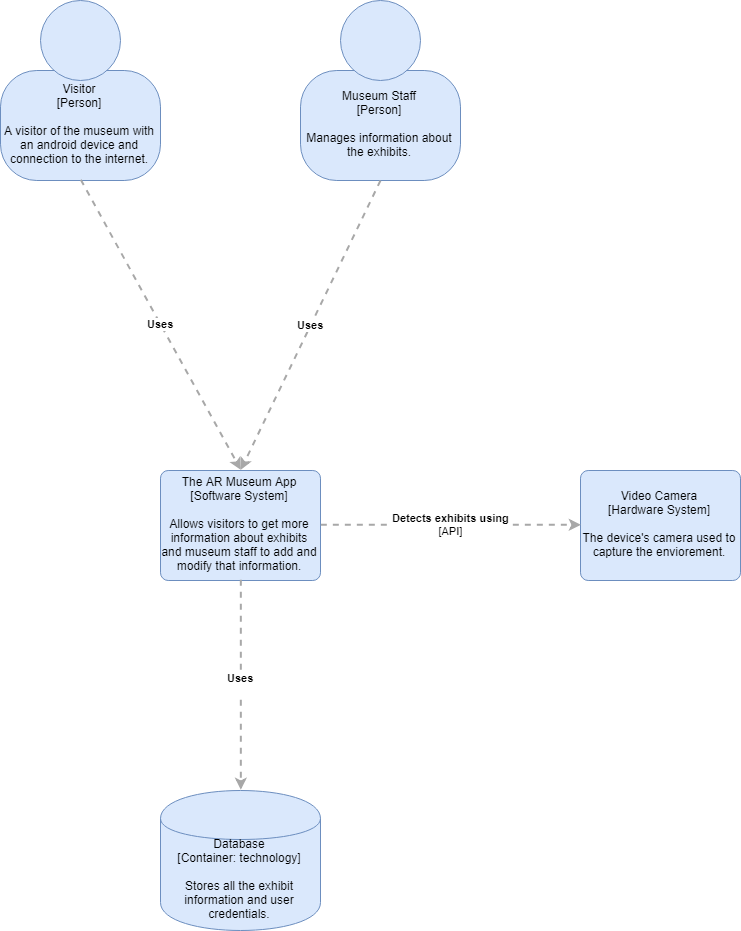 Visitor
[Person]
A visitor of the museum with
an android device and
connection to the internet.
Museum Staff
[Person]
Manages information about
the exhibits.
Uses
Uses
The AR Museum App
[Software System]
Allows visitors to get more
information about exhibits
and museum staff to add and
modify that information.
Detects exhibits using
[API]
Video Camera
[Hardware System]
The device's camera used to
capture the enviorement.
Uses
Database
[Container: technology]
Stores all the exhibit
information and user
credentials.